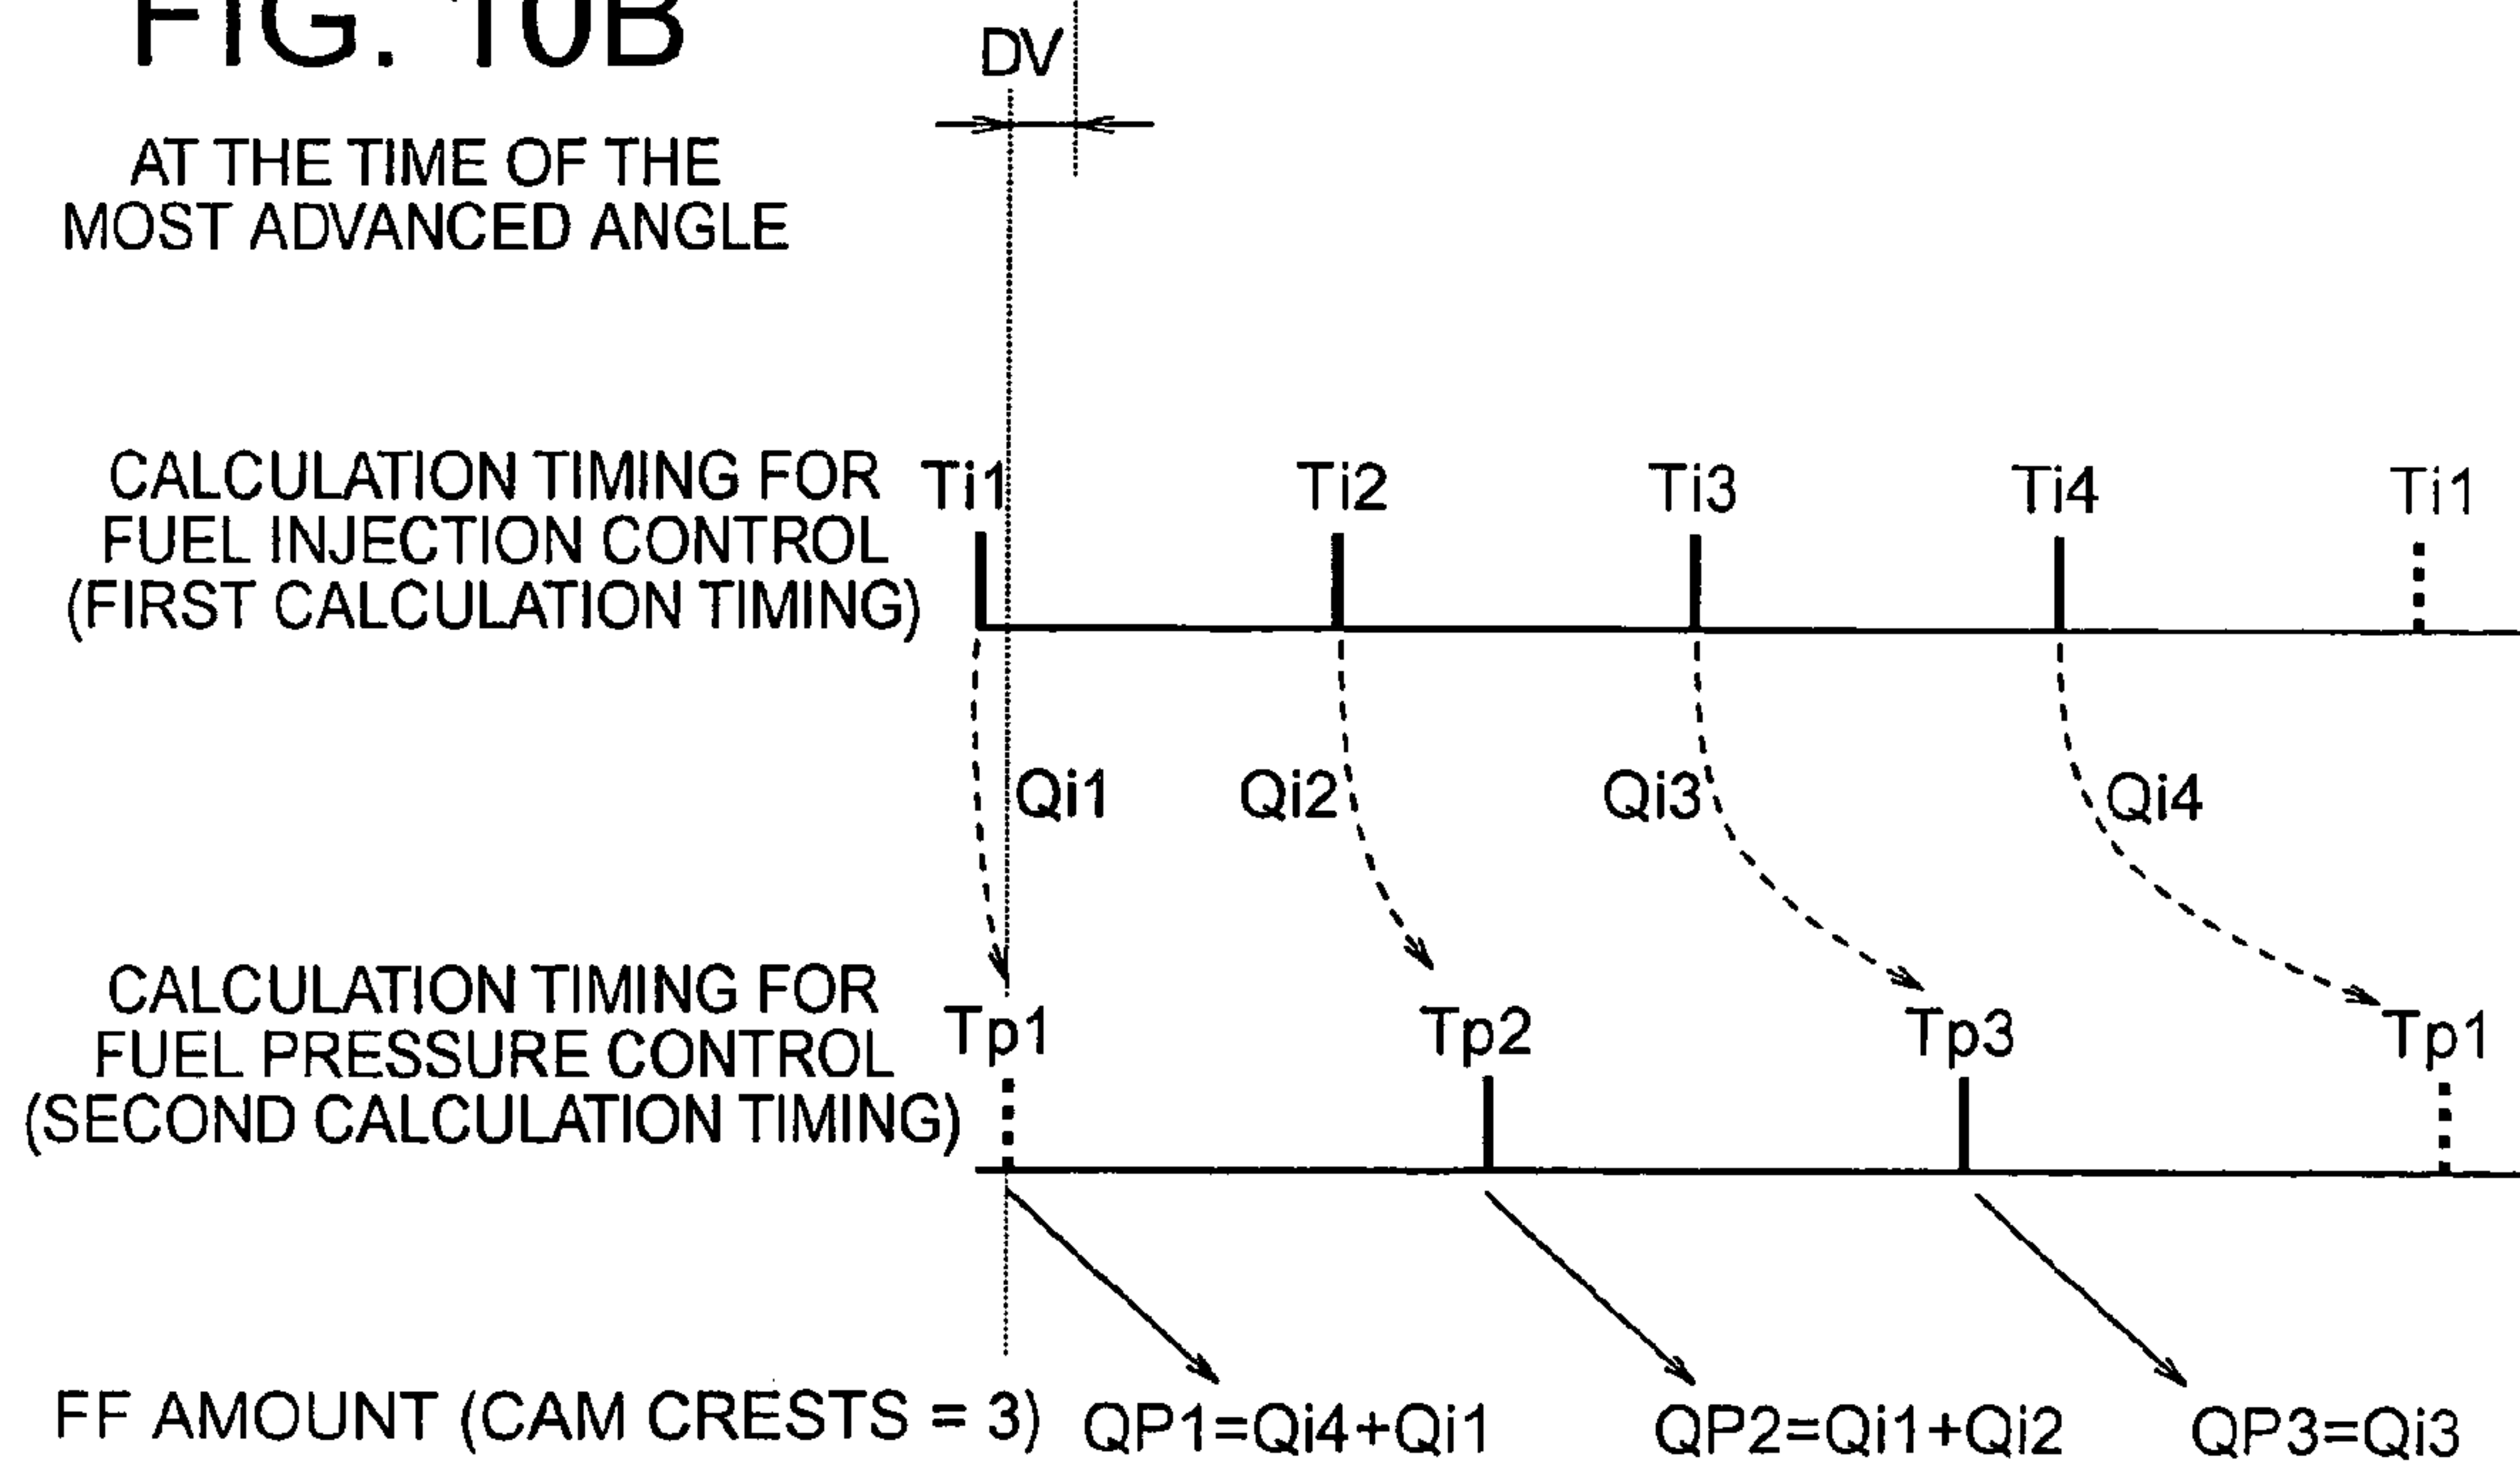 FIG. 10B
DV
AT THE TIME OF THE
MOST ADVANCED ANGLE
CALCULATION TIMING FOR
FUEL INJECTION CONTROL
(FIRST CALCULATION TIMING)
Ti1 Ti2 Ti3 Ti4 Ti1
Qi1 Qi2 Qi3 Qi4
CALCULATION TIMING FOR
FUEL PRESSURE CONTROL
(SECOND CALCULATION TIMING)
Tp1 Tp2 Tp3 Tp1
FF AMOUNT (CAM CRESTS = 3) QP1=Qi4+Qi1 QP2=Qi1+Qi2 QP3=Qi3